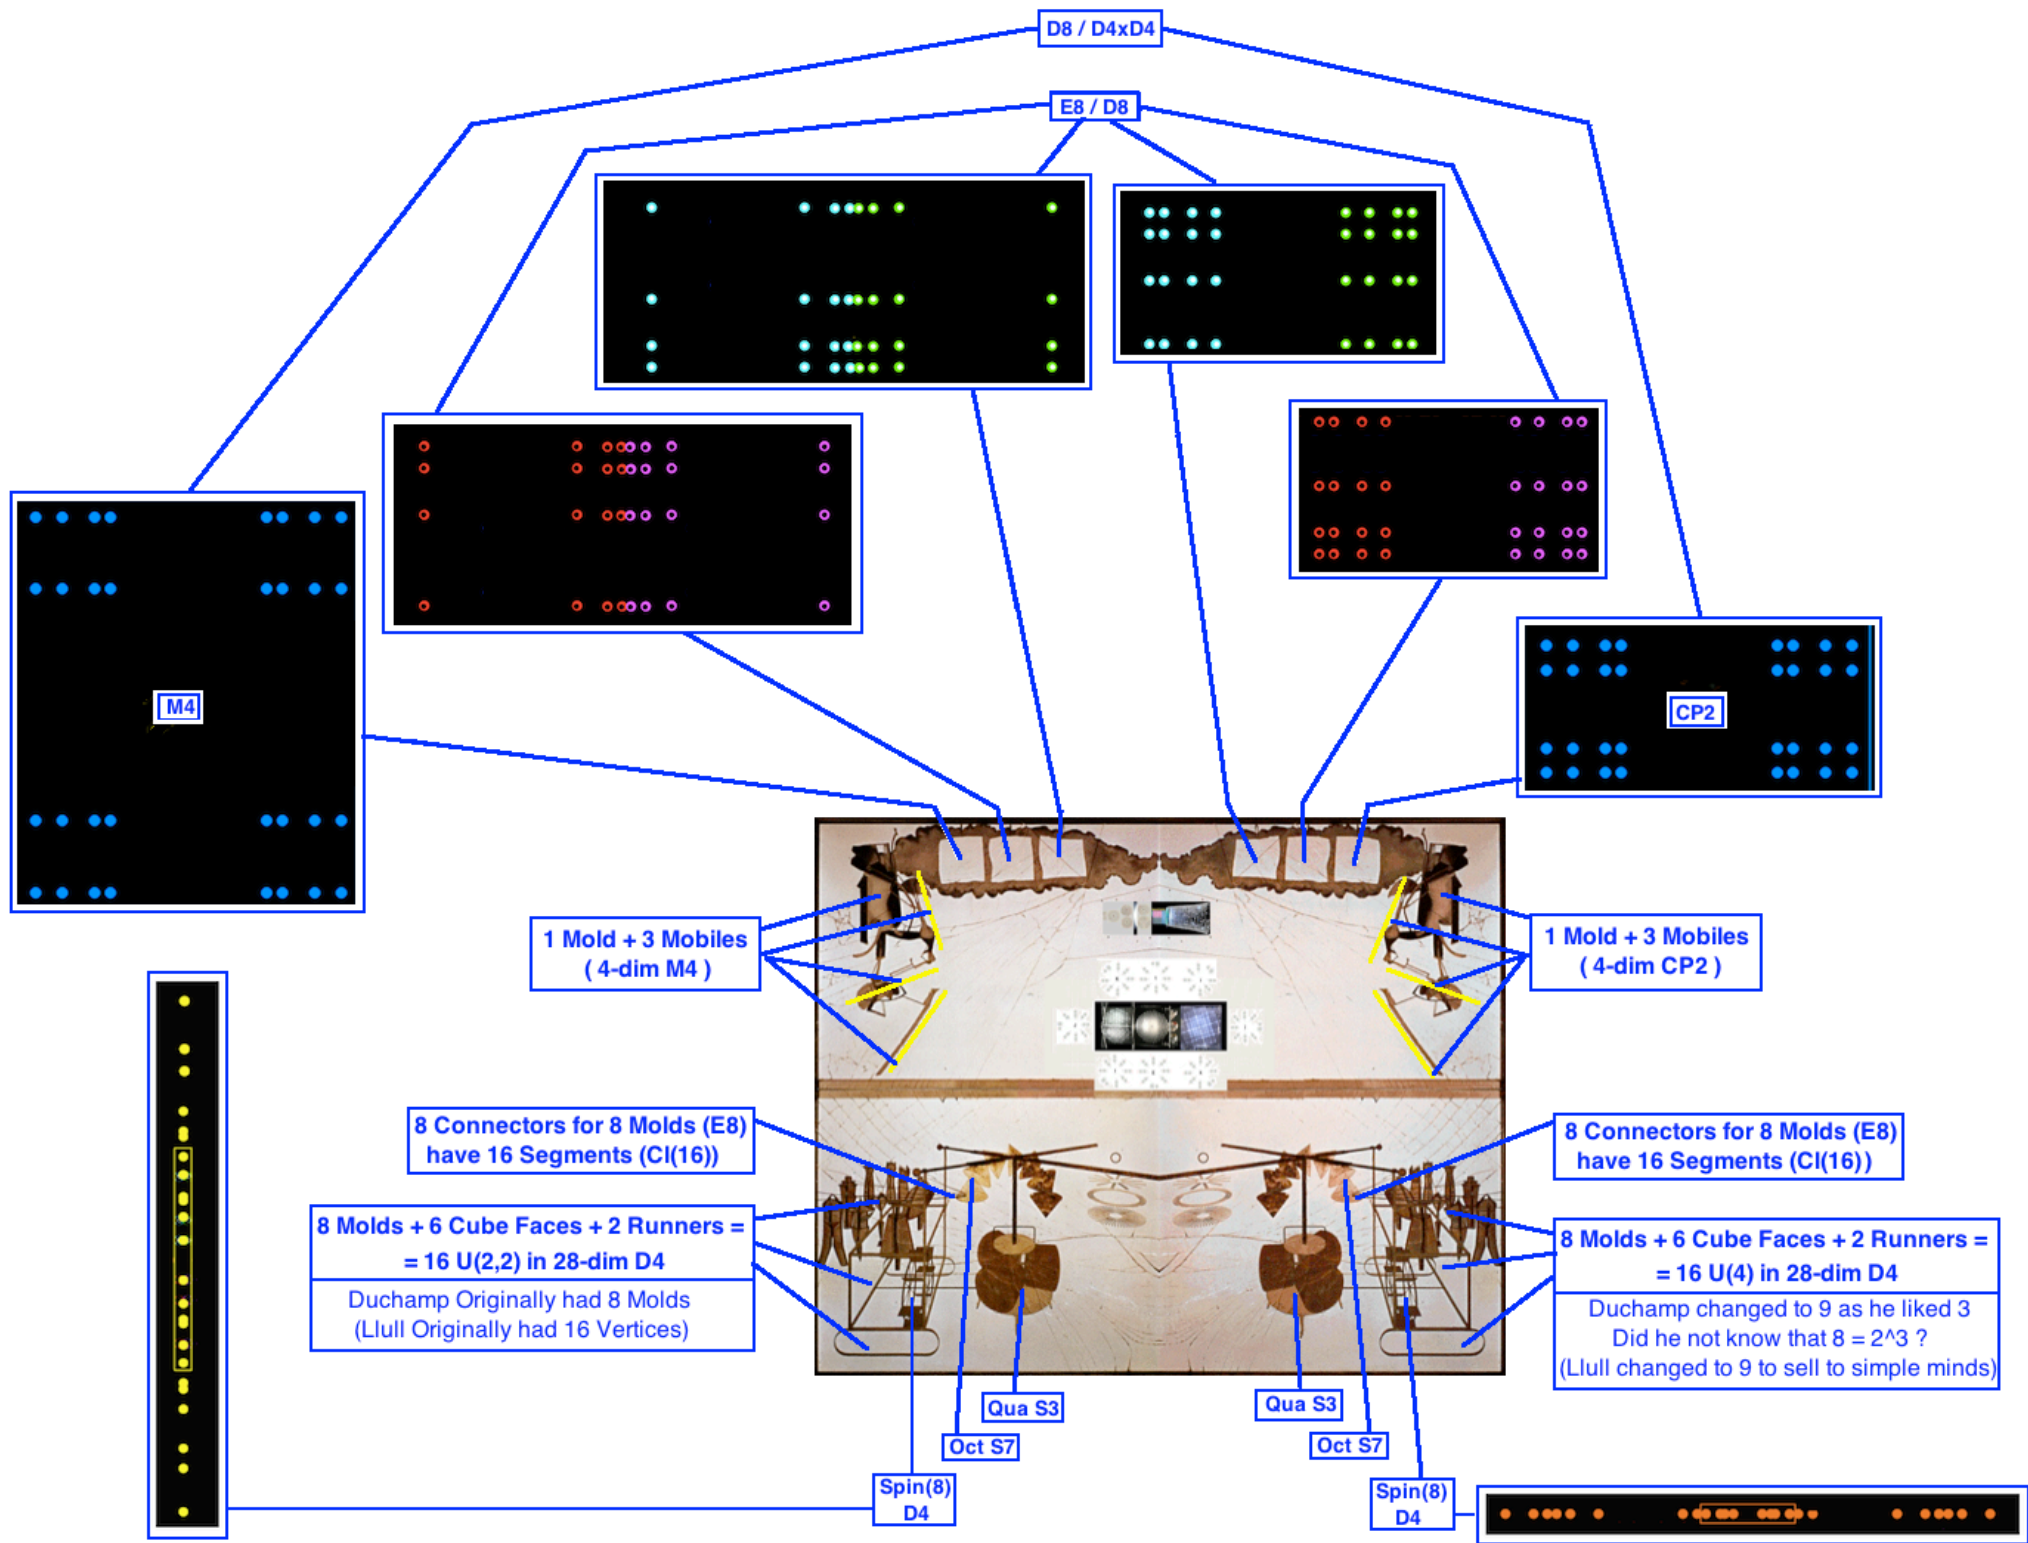 D8 / D4xD4
E8 / D8
M4
CP2
1 Mold + 3 Mobiles
( 4-dim M4 )
1 Mold + 3 Mobiles
( 4-dim CP2 )
8 Connectors for 8 Molds (E8)
have 16 Segments (Cl(16))
8 Connectors for 8 Molds (E8)
have 16 Segments (Cl(16))
8 Molds + 6 Cube Faces + 2 Runners =
= 16 U(2,2) in 28-dim D4
Duchamp Originally had 8 Molds
(Llull Originally had 16 Vertices)
8 Molds + 6 Cube Faces + 2 Runners =
= 16 U(4) in 28-dim D4
Duchamp changed to 9 as he liked 3
Did he not know that 8 = 2^3 ?
(Llull changed to 9 to sell to simple minds)
Qua S3
Qua S3
Oct S7
Oct S7
Spin(8)
D4
Spin(8)
D4